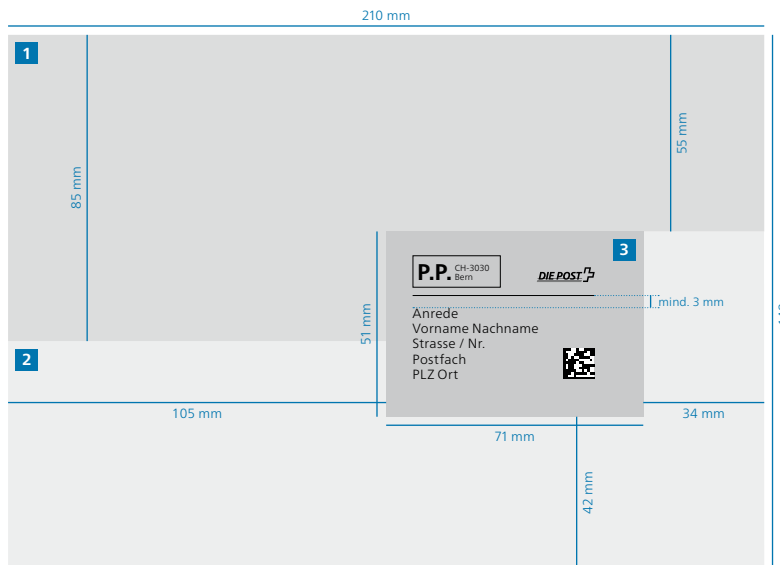 210 mm
1
55 mm
85 mm
3
P.P. CH-3030
Bern
DIE POST
mind. 3 mm
51 mm
Anrede
Vorname Nachname
Strasse / Nr.
Postfach
PLZ Ort
2
105 mm
34 mm
71 mm
42 mm